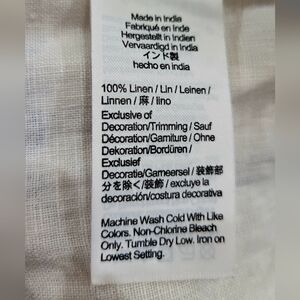 Made in India
Fabriqué en Inde
Hergestellt in Indien
Vervaardigd in India
インド製
hecho en india
100% Linen / Lin / Leinen /
Linnen / 麻 / lino
Exclusive of
Decoration/Trimming / Sauf
Décoration/Garniture / Ohne
Dekoration/Bordüren /
Exclusief
Decoratie/Garneersel / 装飾部
分を除く/装飾 / excluye la
decoración/costura decorativa
Machine Wash Cold With Like
Colors. Non-Chlorine Bleach
Only. Tumble Dry Low. Iron on
Lowest Setting.